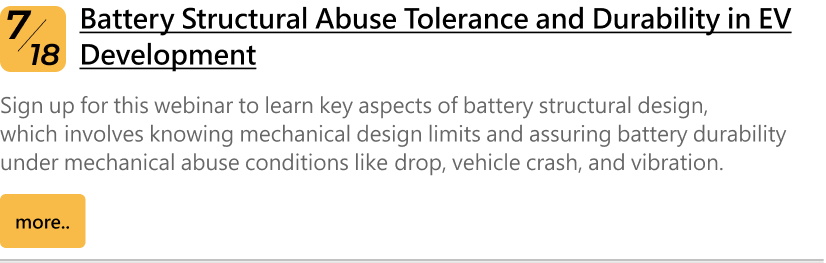 7/18
Battery Structural Abuse Tolerance and Durability in EV
Development
Sign up for this webinar to learn key aspects of battery structural design,
which involves knowing mechanical design limits and assuring battery durability
under mechanical abuse conditions like drop, vehicle crash, and vibration.
more..